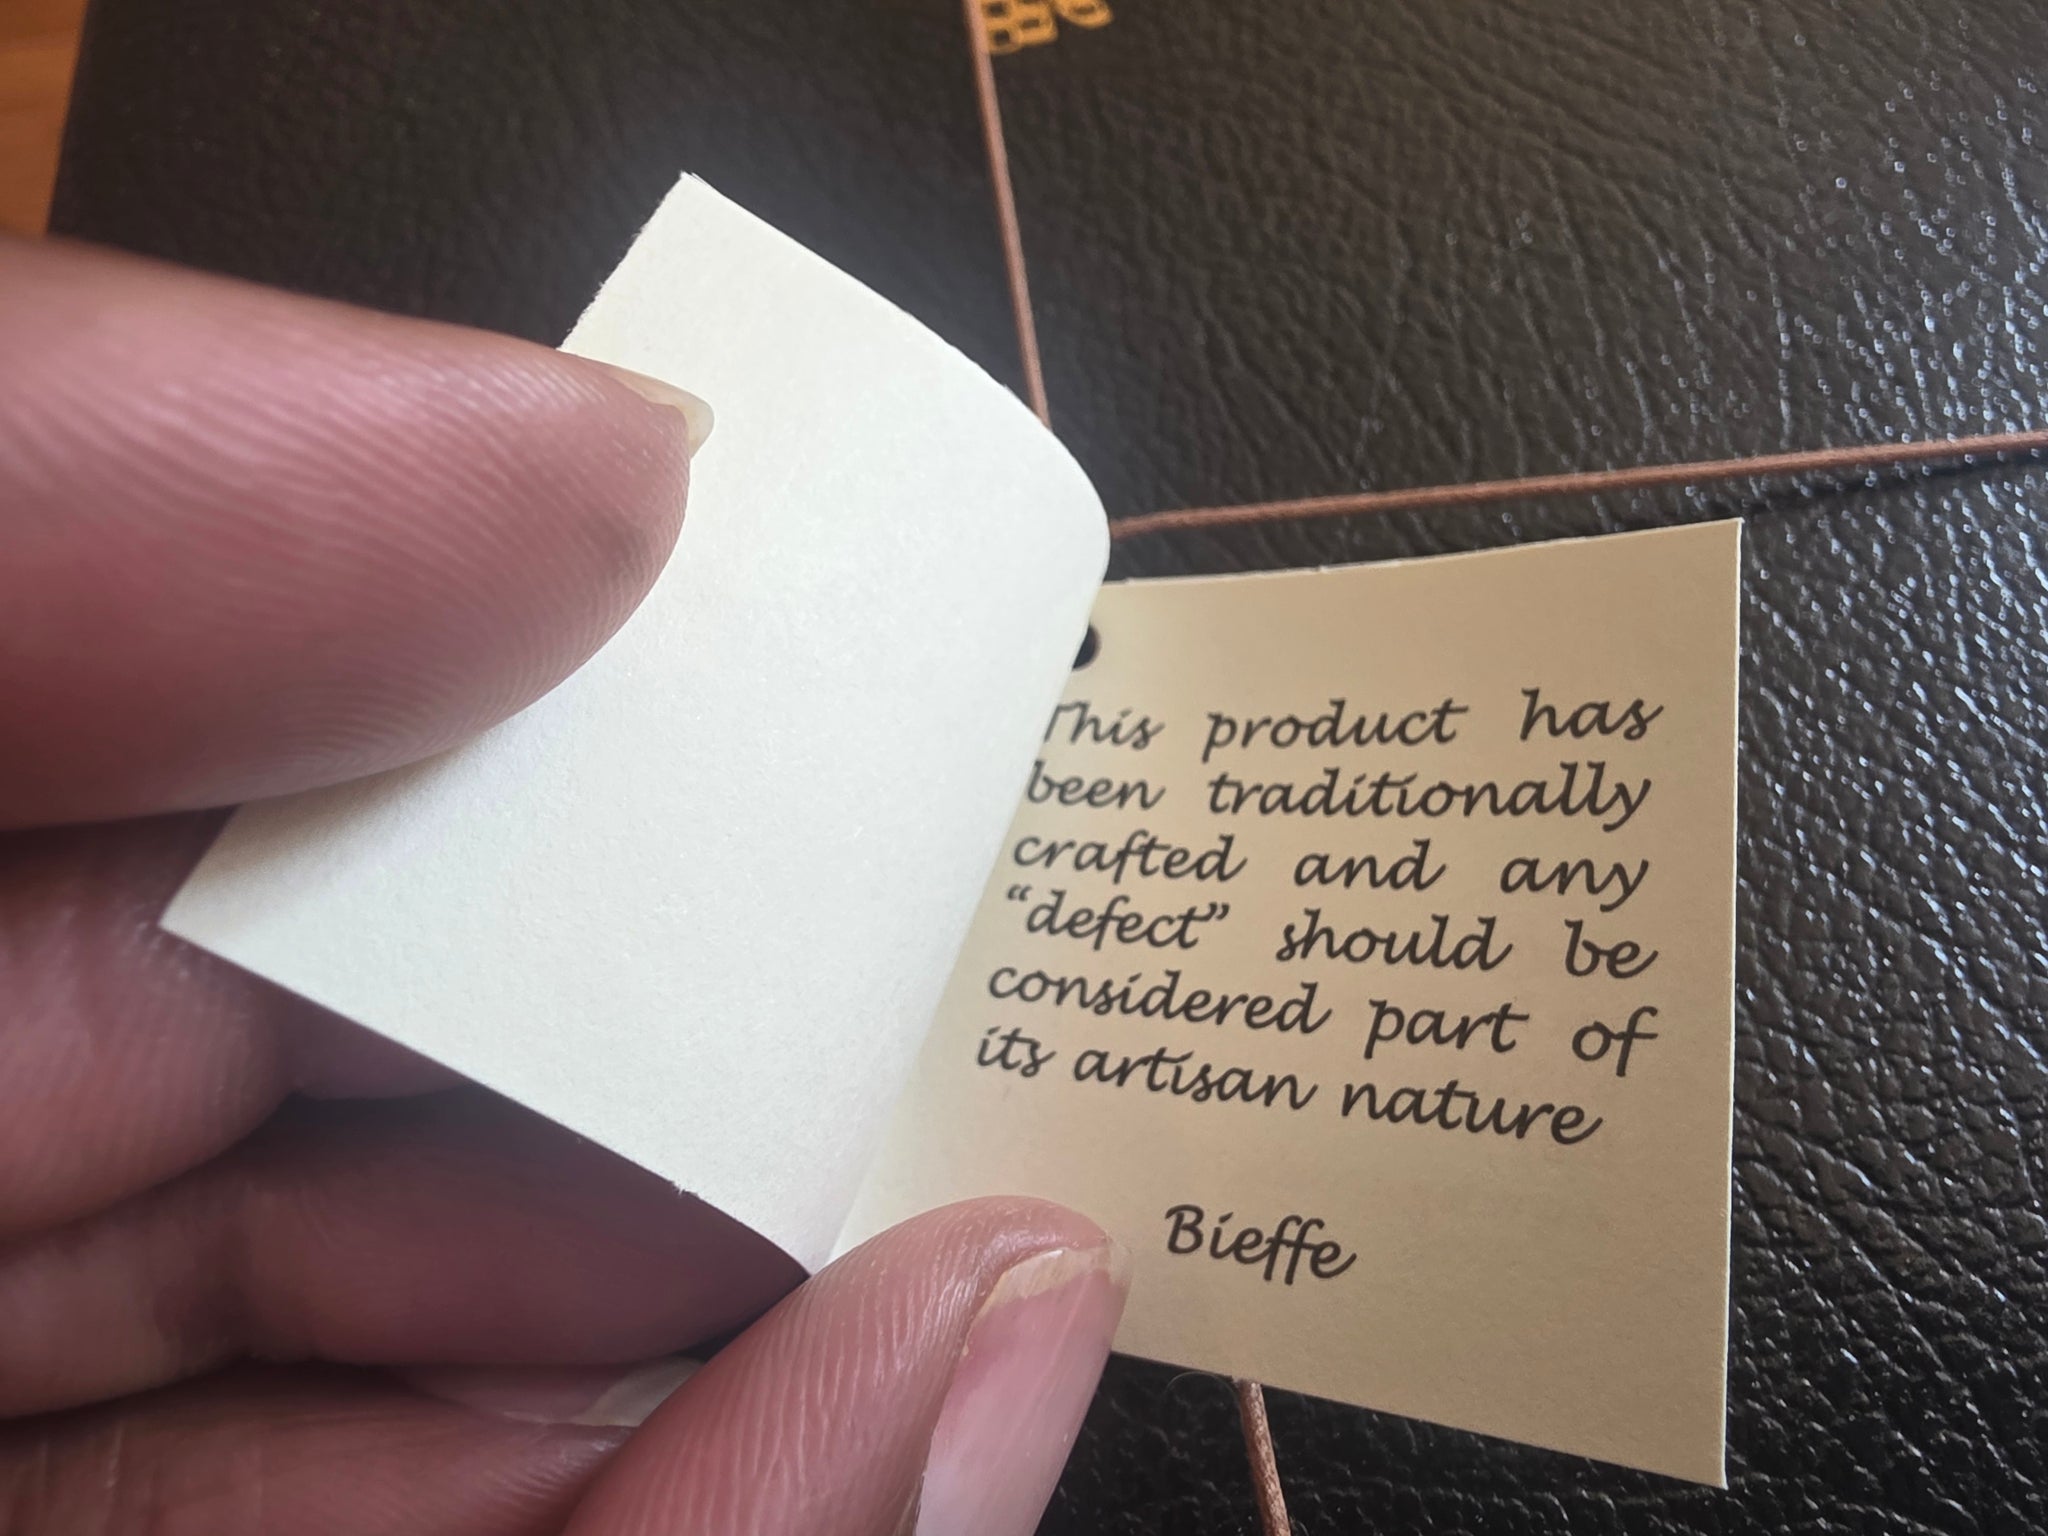 This product has
been traditionally
crafted and any
“defect” should be
considered part of
its artisan nature
Bieffe